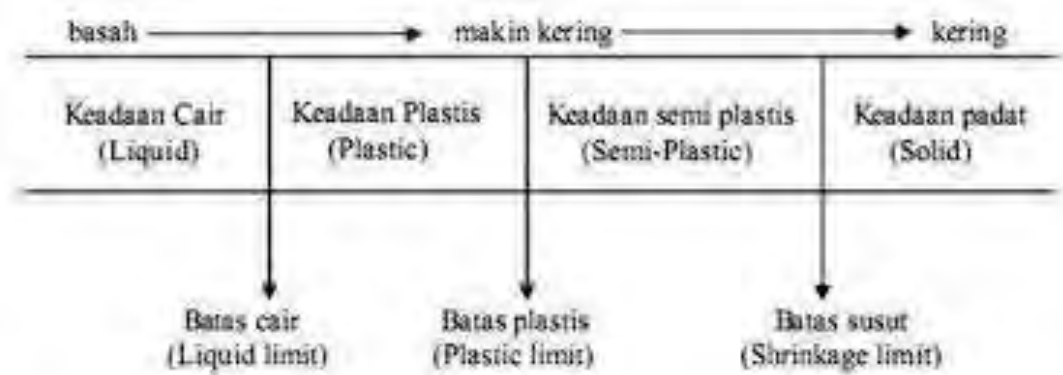 basah makin kering kering
Keadaan Cair
(Liquid)
Keadaan Plastis
(Plastic)
Keadaan semi plastis
(Semi-Plastic)
Keadaan padat
(Solid)
Batas cair
(Liquid limit)
Batas plastis
(Plastic limit)
Batas susut
(Shrinkage limit)